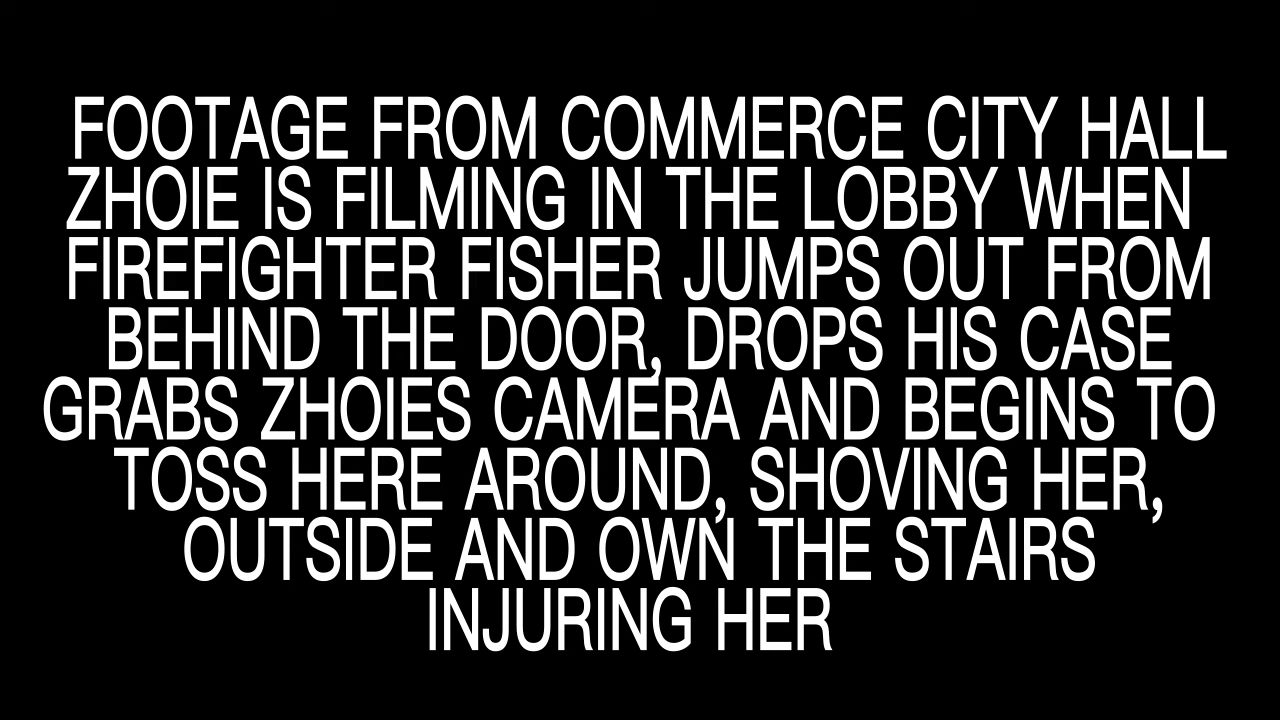 FOOTAGE FROM COMMERCE CITY HALL
ZHOIE IS FILMING IN THE LOBBY WHEN
FIREFIGHTER FISHER JUMPS OUT FROM
BEHIND THE DOOR, DROPS HIS CASE
GRABS ZHOIES CAMERA AND BEGINS TO
TOSS HERE AROUND, SHOVING HER,
OUTSIDE AND OWN THE STAIRS
INJURING HER